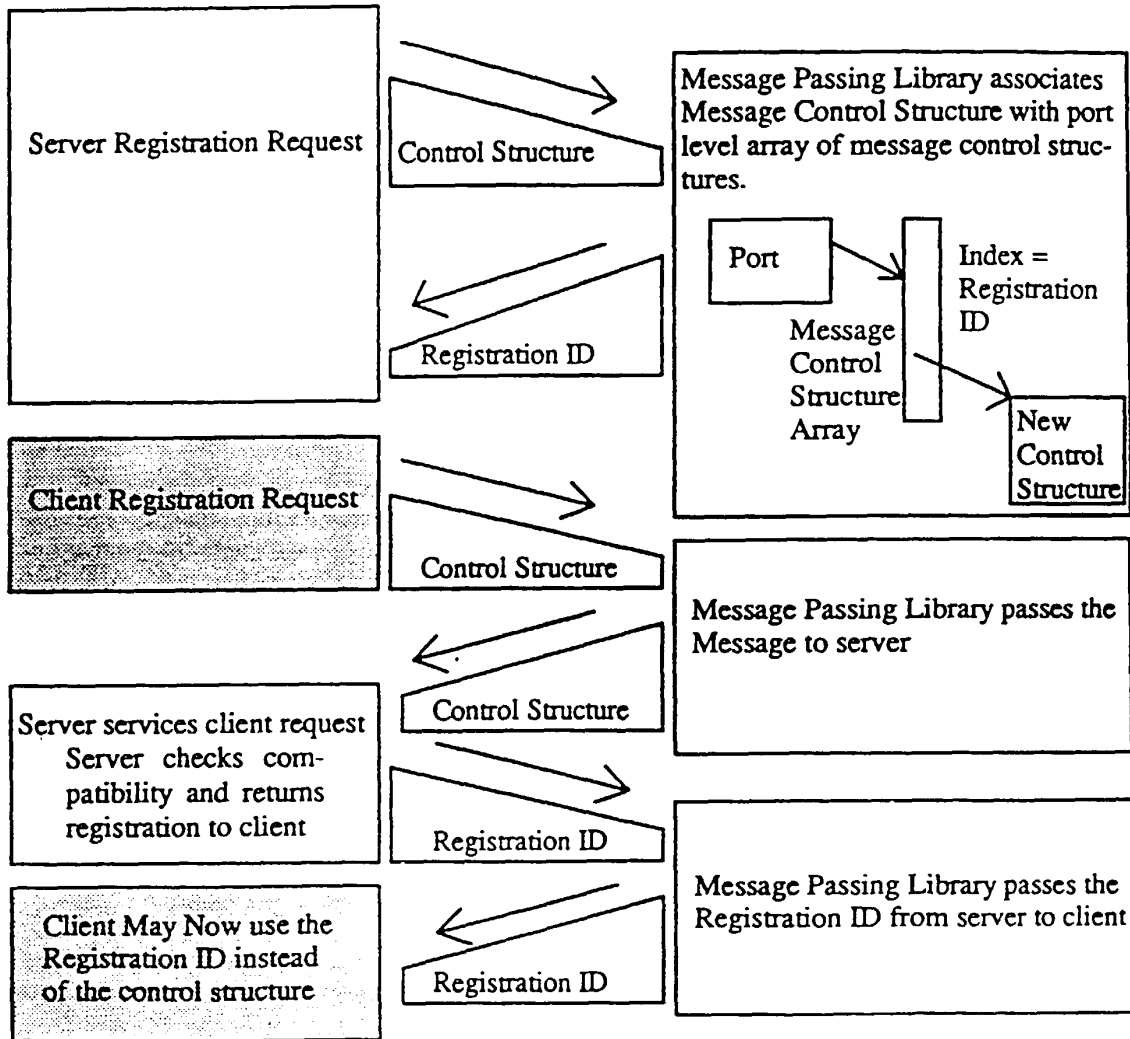 Server Registration Request
Control Structure
Message Passing Library associates
Message Control Structure with port
level array of message control struc-
tures.
Port
Index =
Registration
ID
Message
Control
Structure
Array
New
Control
Structure
Registration ID
Client Registration Request
Control Structure
Message Passing Library passes the
Message to server
Control Structure
Server services client request
Server checks com-
patibility and returns
registration to client
Registration ID
Message Passing Library passes the
Registration ID from server to client
Registration ID
Client May Now use the
Registration ID instead
of the control structure